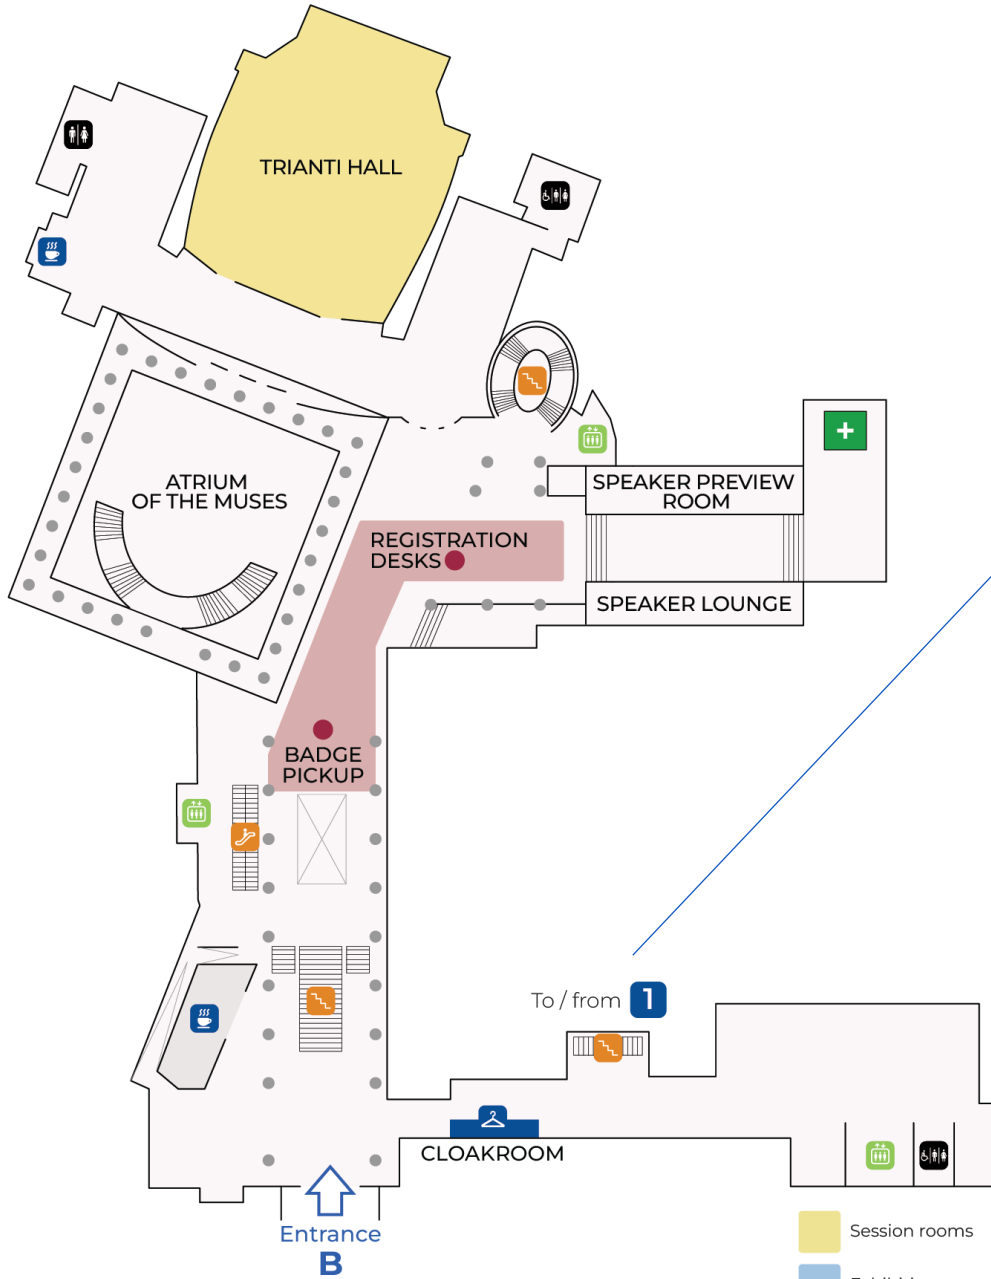 TRIANTI HALL
ATRIUM
OF THE MUSES
SPEAKER PREVIEW
ROOM
REGISTRATION
DESKS
SPEAKER LOUNGE
BADGE
PICKUP
To / from 1
CLOAKROOM
Entrance
B
Session rooms